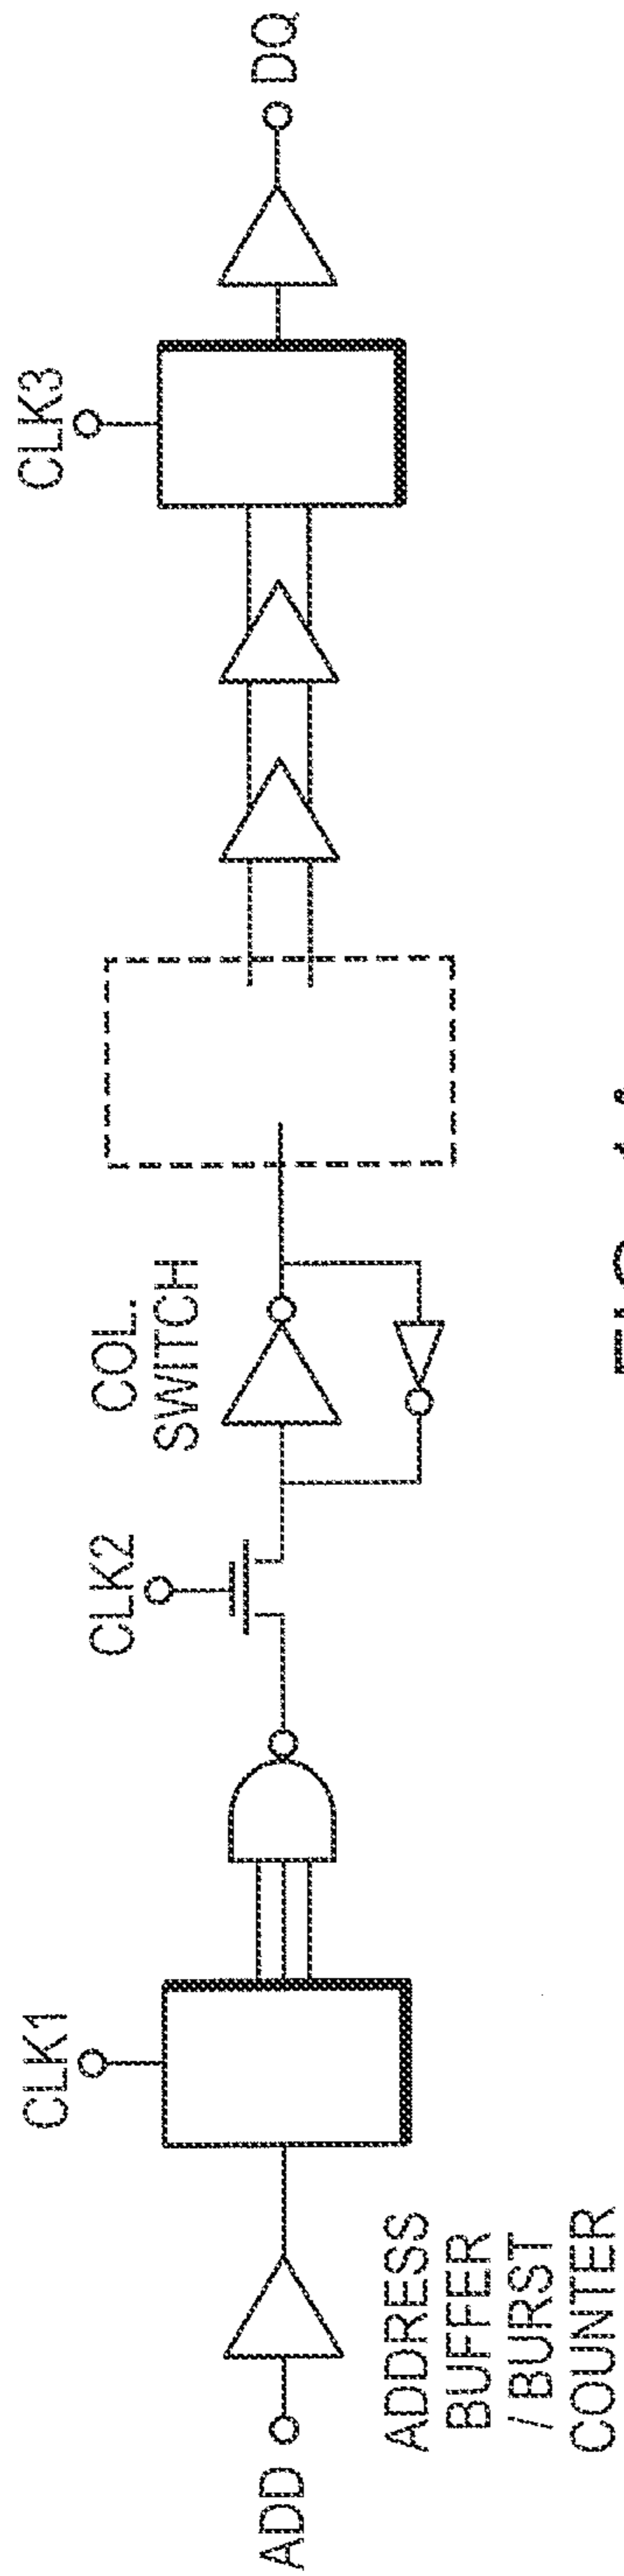 ADD
ADDRESS
BUFFER
/ BURST
COUNTER
CLK1
CLK2
COL.
SWITCH
CLK3
DQ